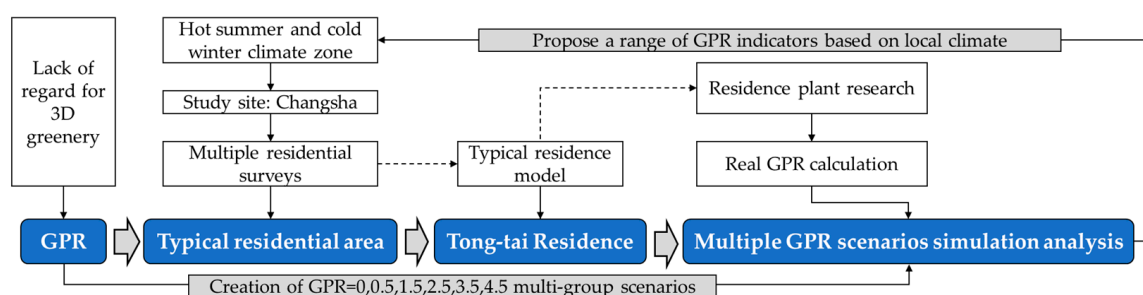 Lack of
regard for
3D
greenery
Hot summer and cold
winter climate zone
Propose a range of GPR indicators based on local climate
Study site: Changsha
Residence plant research
Multiple residential
surveys
Typical residence
model
Real GPR calculation
GPR
Typical residential area
Tong-tai Residence
Multiple GPR scenarios simulation analysis
Creation of GPR=0,0.5,1.5,2.5,3.5,4.5 multi-group scenarios